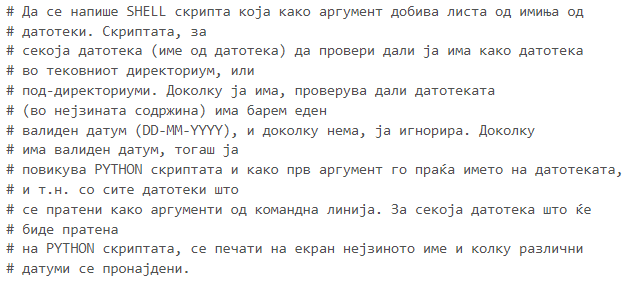 # Да се напише SHELL скрипта која како аргумент добива листа од имиња од
# датотеки. Скриптата, за
# секоја датотека (име од датотека) да провери дали ја има како датотека
# во тековниот директориум, или
# под-директориуми. Доколку ја има, проверува дали датотеката
# (во нејзината содржина) има барем еден
# валиден датум (DD-MM-YYYY), и доколку нема, ја игнорира. Доколку
# има валиден датум, тогаш ја
# повикува PYTHON скриптата и како прв аргумент го праќа името на датотеката,
# и т.н. со сите датотеки што
# се пратени како аргументи од командна линија. За секоја датотека што ќе
# биде пратена
# на PYTHON скриптата, се печати на екран нејзиното име и колку различни
# датуми се пронајдени.